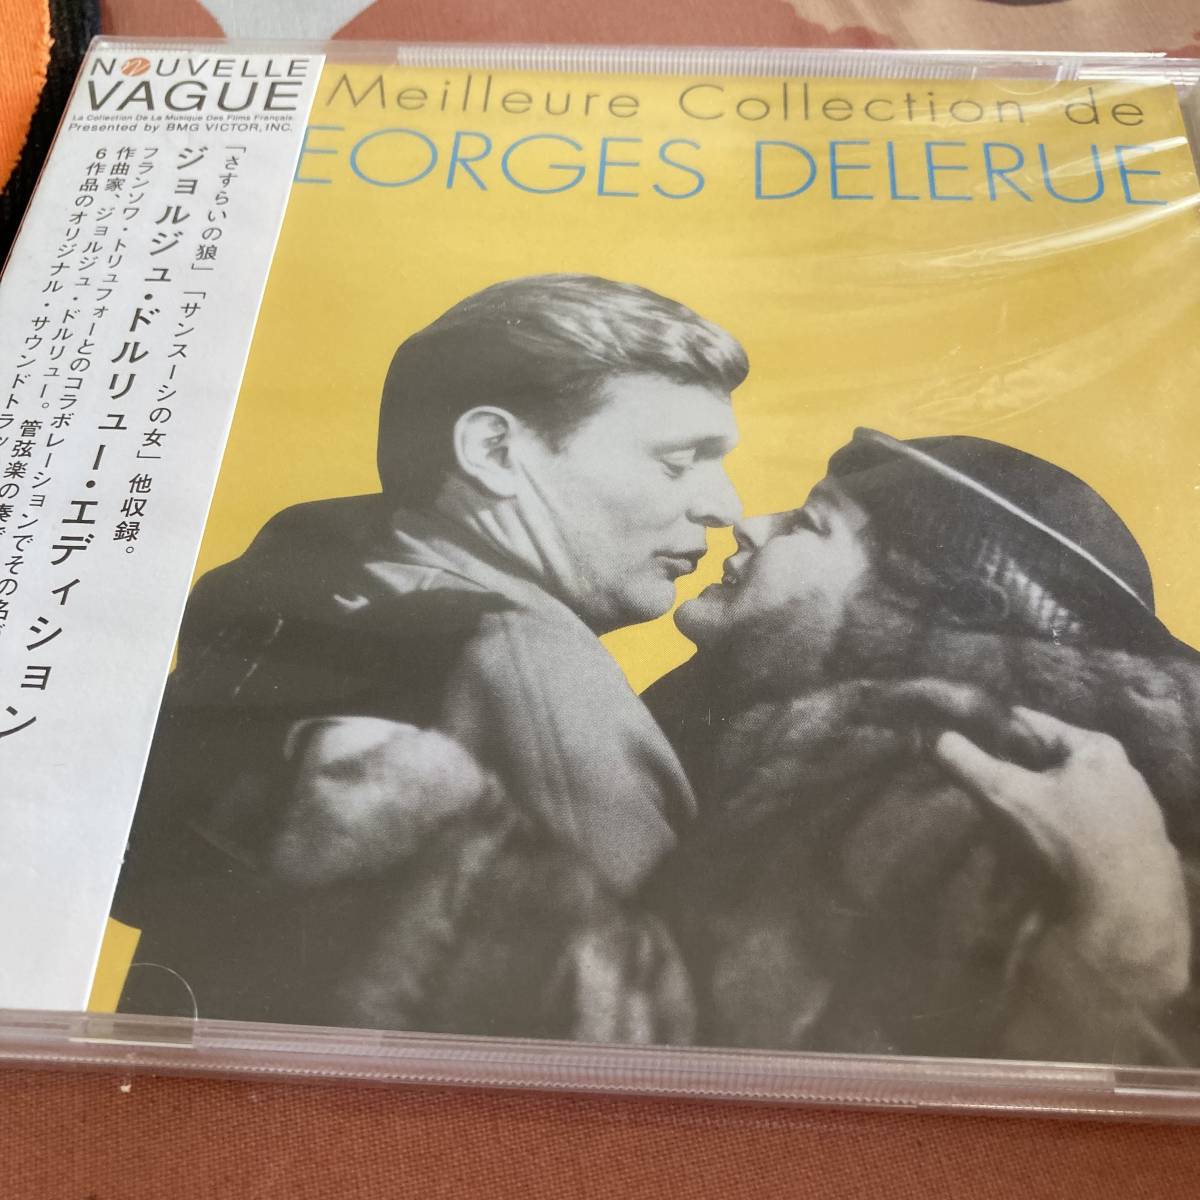 NOUVELLE
VAGUE
La Collection De La Musique Des Films Français.
Presented by BMG VICTOR, INC.
Meilleure Collection de
EORGES DELERUE
「さすらいの狼」「サンスーシの女」他収録。
ジョルジュ・ドルリュー・エディション
フランソワ・トリュフォーとのコラボレーションでその名
作曲家、ジョルジュ・ドルリュー。管弦楽の奏で
6作品のオリジナル・サウンドトラッ